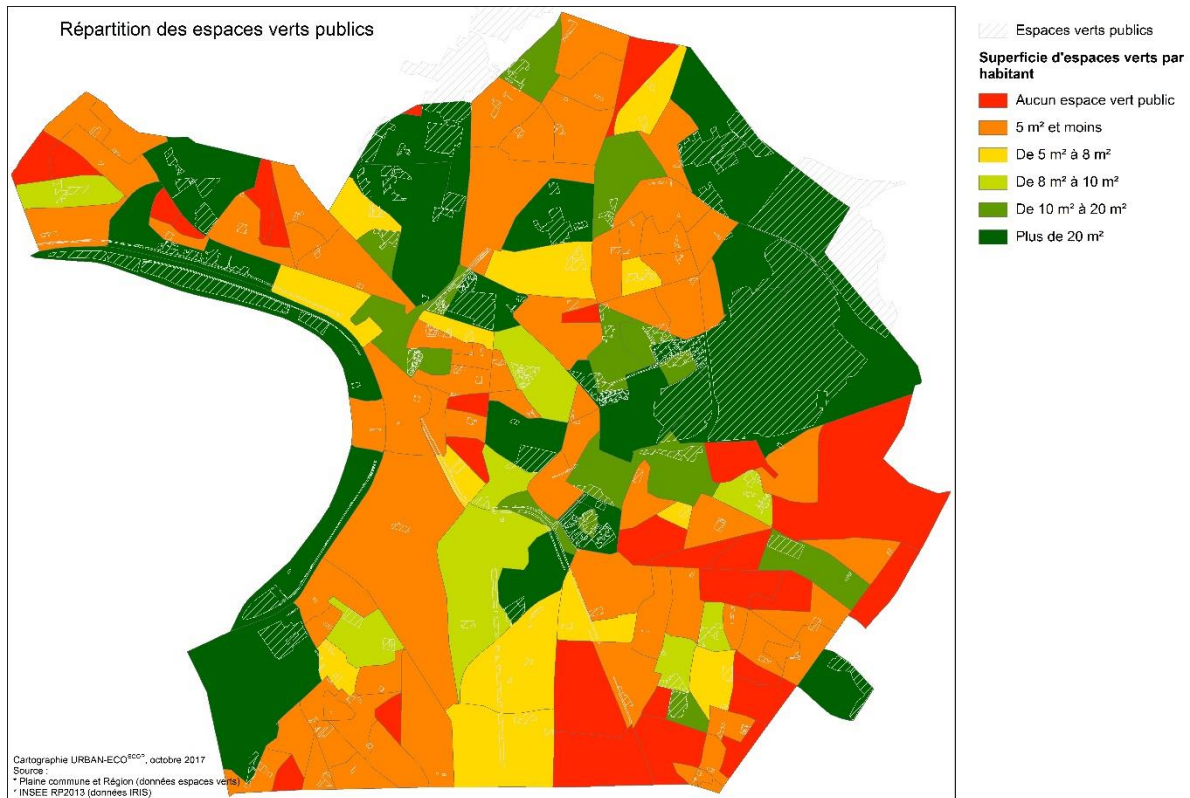 Répartition des espaces verts publics
Espaces verts publics
Superficie d'espaces verts par
habitant
Aucun espace vert public
5 m² et moins
De 5 m² à 8 m²
De 8 m² à 10 m²
De 10 m² à 20 m²
Plus de 20 m²
Cartographie URBAN-ECO, octobre 2017
Source :
* Plaine commune et Région (données espaces verts)
* INSEE RP2013 (données IRIS)